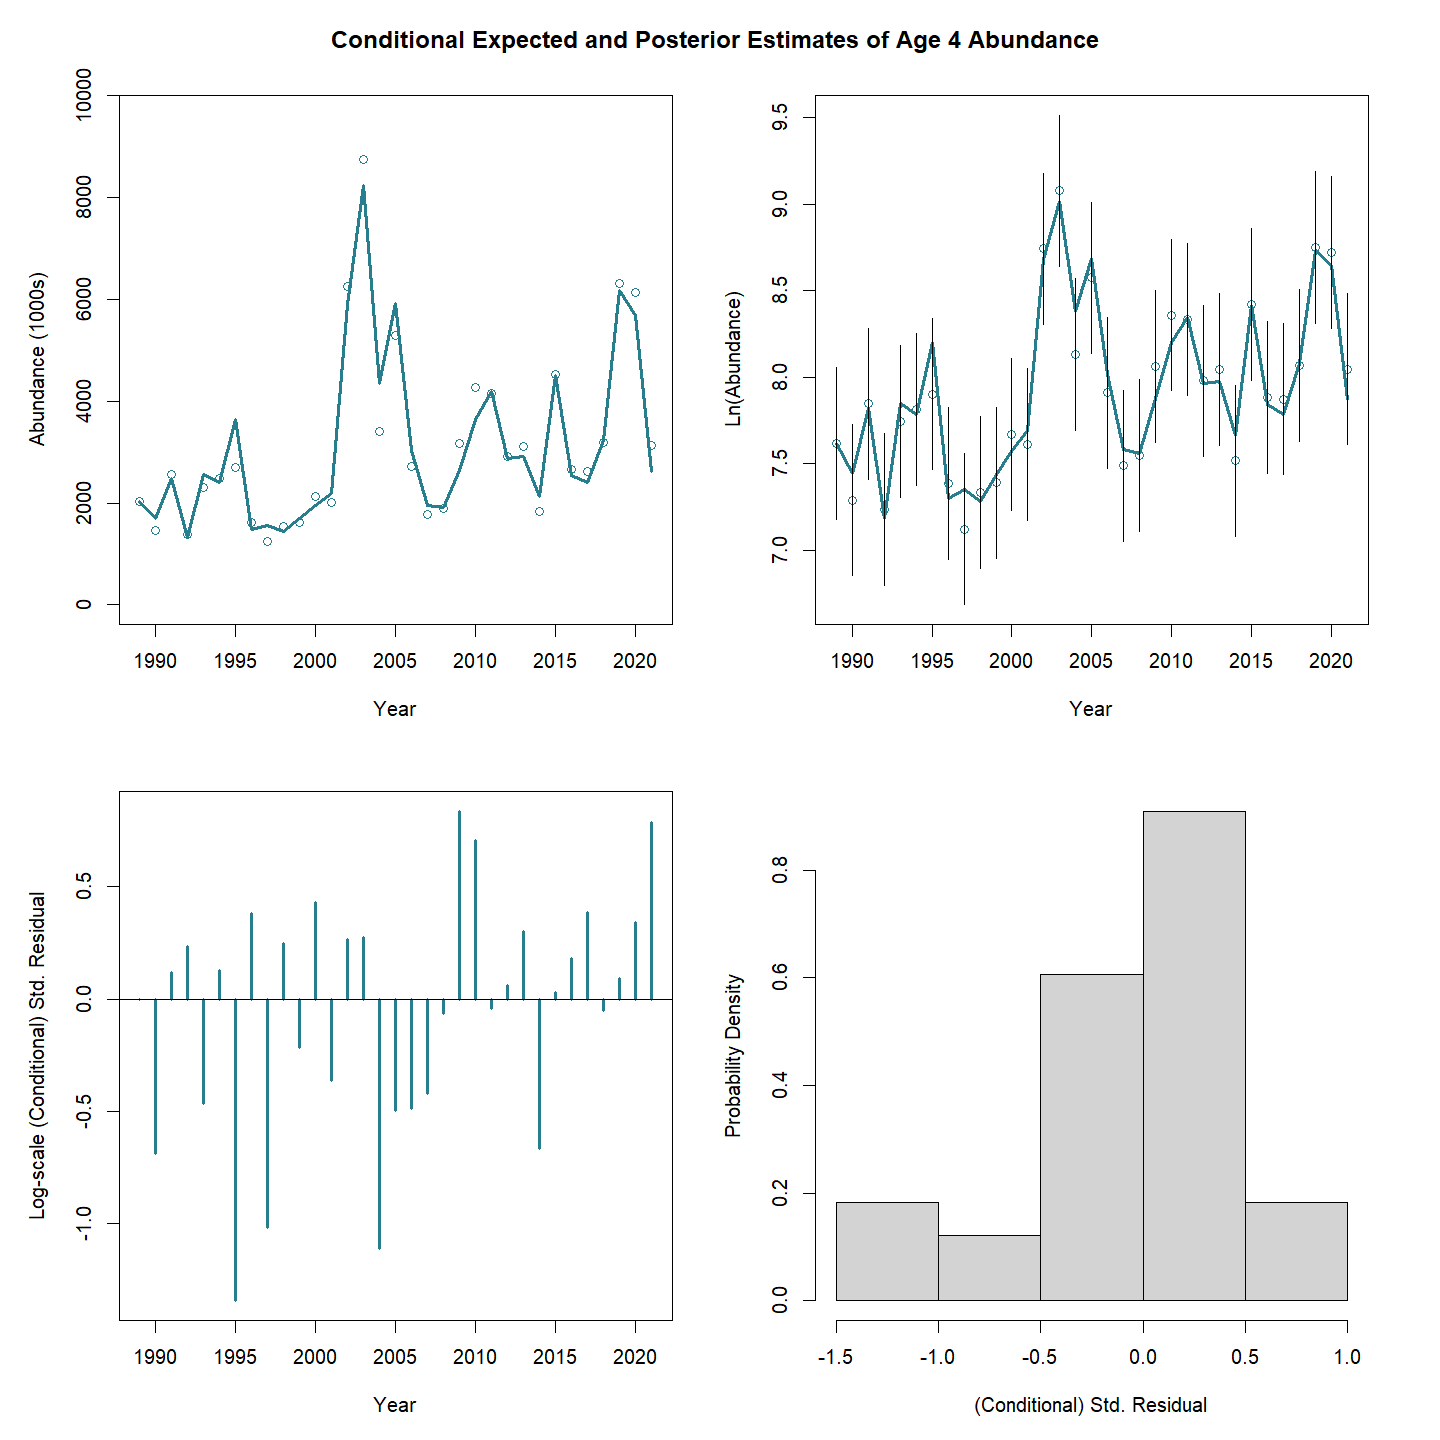 Conditional Expected and Posterior Estimates of Age 4 Abundance
Abundance (1000s)
10000
8000
6000
4000
2000
0
1990 1995 2000 2005 2010 2015 2020
Year
Ln(Abundance)
9.5
9.0
8.5
8.0
7.5
7.0
1990 1995 2000 2005 2010 2015 2020
Year
Log-scale (Conditional) Std. Residual
0.5
0.0
-0.5
-1.0
1990 1995 2000 2005 2010 2015 2020
Year
Probability Density
0.8
0.6
0.4
0.2
0.0
-1.5 -1.0 -0.5 0.0 0.5 1.0
(Conditional) Std. Residual